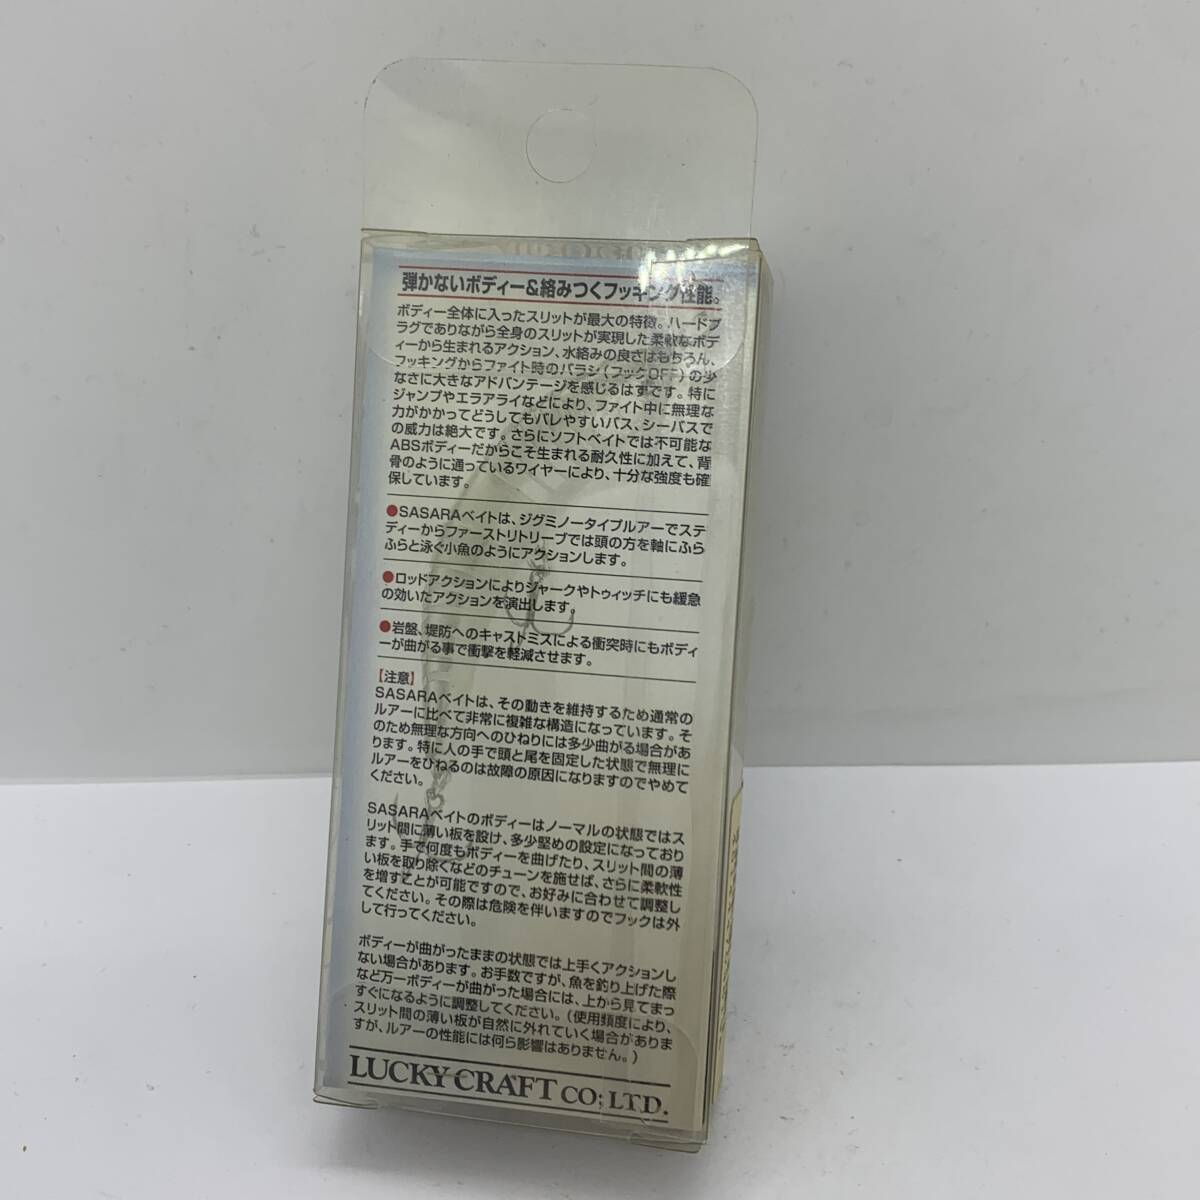 弾かないボディー&絡みつくフッキング性能。
ボディー全体に入ったスリットが最大の特徴。ハードプ
ラグでありながら全身のスリットが実現した柔軟なボデ
ィーから生まれるアクション、水絡みの良さはもちろん、
フッキングからファイト時のバラシ(フックOFF)の少
なさに大きなアドバンテージを感じるはずです。特に
ジャンプやエラアライなどにより、ファイト中に無理な
力がかかってどうしてもバレやすいバス、シーバスで
の威力は絶大です。さらにソフトベイトでは不可能な
ABSボディーだからこそ生まれる耐久性に加えて、背
骨のように通っているワイヤーにより、十分な強度も確
保しています。
●SASARAベイトは、ジグミノータイプルアーでステ
ディーからファーストリトリーブでは頭の方を軸にふら
ふらと泳ぐ小魚のようにアクションします。
●ロッドアクションによりジャークやトゥィッチにも緩急
の効いたアクションを演出します。
●岩盤、堤防へのキャストミスによる衝突時にもボディ
ーが曲がる事で衝撃を軽減させます。
【注意】
SASARAベイトは、その動きを維持するため通常の
ルアーに比べて非常に複雑な構造になっています。そ
のため無理な方向へのひねりには多少曲がる場合があ
ります。特に人の手で頭と尾を固定した状態で無理に
ルアーをひねるのは故障の原因になりますのでやめて
ください。
SASARAベイトのボディーはノーマルの状態ではス
リット間に薄い板を設け、多少堅めの設定になっており
ます。手で何度もボディーを曲げたり、スリット間の薄
い板を取り除くなどのチューンを施せば、さらに柔軟性
を増すことが可能ですので、お好みに合わせて調整し
てください。その際は危険を伴いますのでフックは外
して行ってください。
ボディーが曲がったままの状態では上手くアクションし
ない場合があります。お手数ですが、魚を釣り上げた際
など万一ボディーが曲がった場合には、上から見てまっ
すぐになるように調整してください。(使用頻度により、
スリット間の薄い板が自然に外れていく場合がありま
すが、ルアーの性能には何ら影響はありません。)
LUCKY CRAFT CO;LTD.